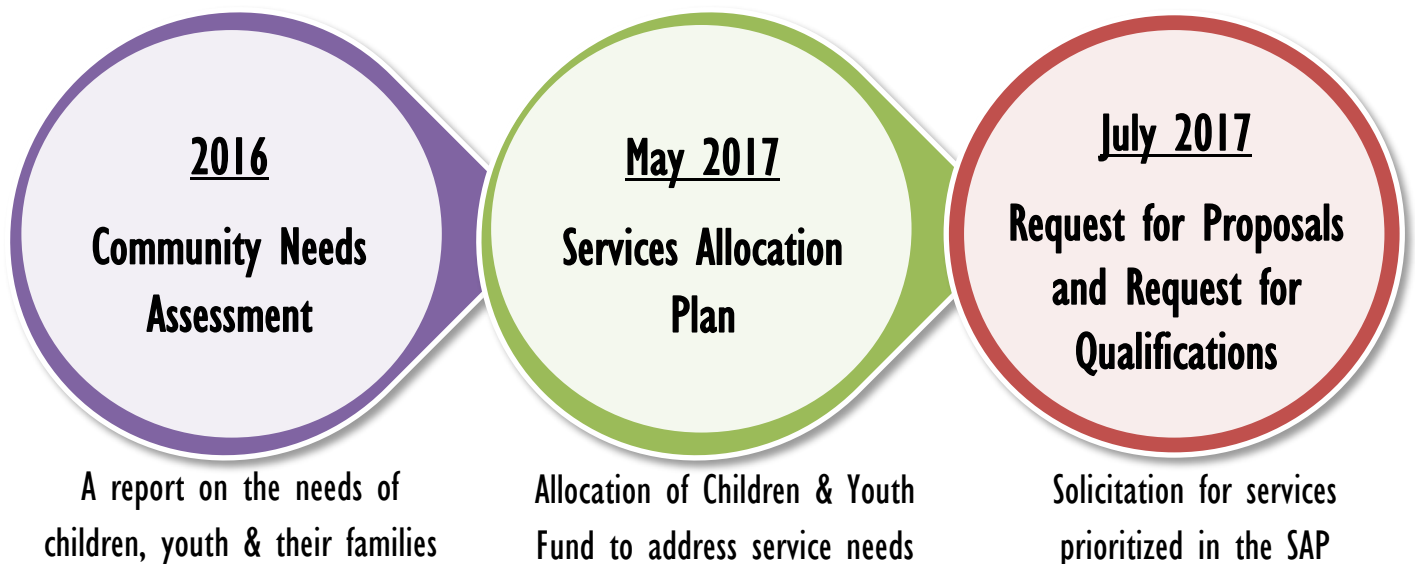 2016
Community Needs
Assessment
A report on the needs of
children, youth & their families
May 2017
Services Allocation
Plan
Allocation of Children & Youth
Fund to address service needs
July 2017
Request for Proposals
and Request for
Qualifications
Solicitation for services
prioritized in the SAP